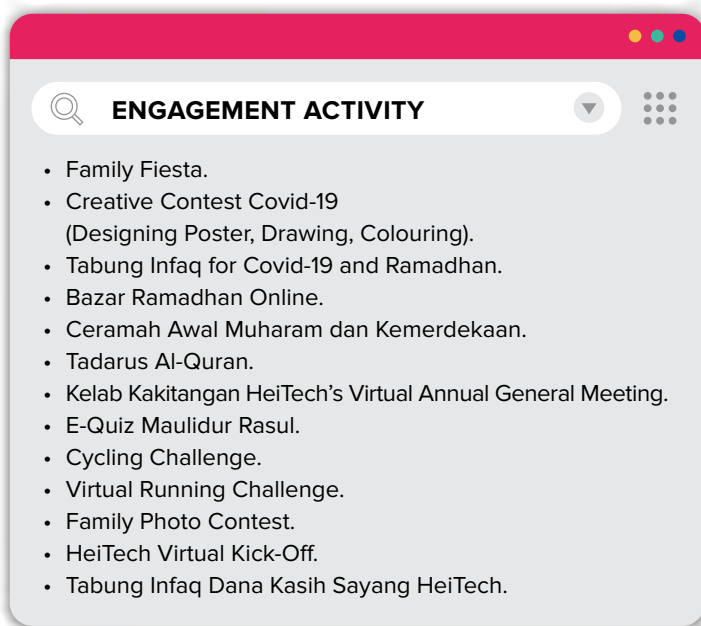 ENGAGEMENT ACTIVITY
• Family Fiesta.
• Creative Contest Covid-19
(Designing Poster, Drawing, Colouring).
• Tabung Infaq for Covid-19 and Ramadhan.
• Bazar Ramadhan Online.
• Ceramah Awal Muharam dan Kemerdekaan.
• Tadarus Al-Quran.
• Kelab Kakitangan HeiTech’s Virtual Annual General Meeting.
• E-Quiz Maulidur Rasul.
• Cycling Challenge.
• Virtual Running Challenge.
• Family Photo Contest.
• HeiTech Virtual Kick-Off.
• Tabung Infaq Dana Kasih Sayang HeiTech.